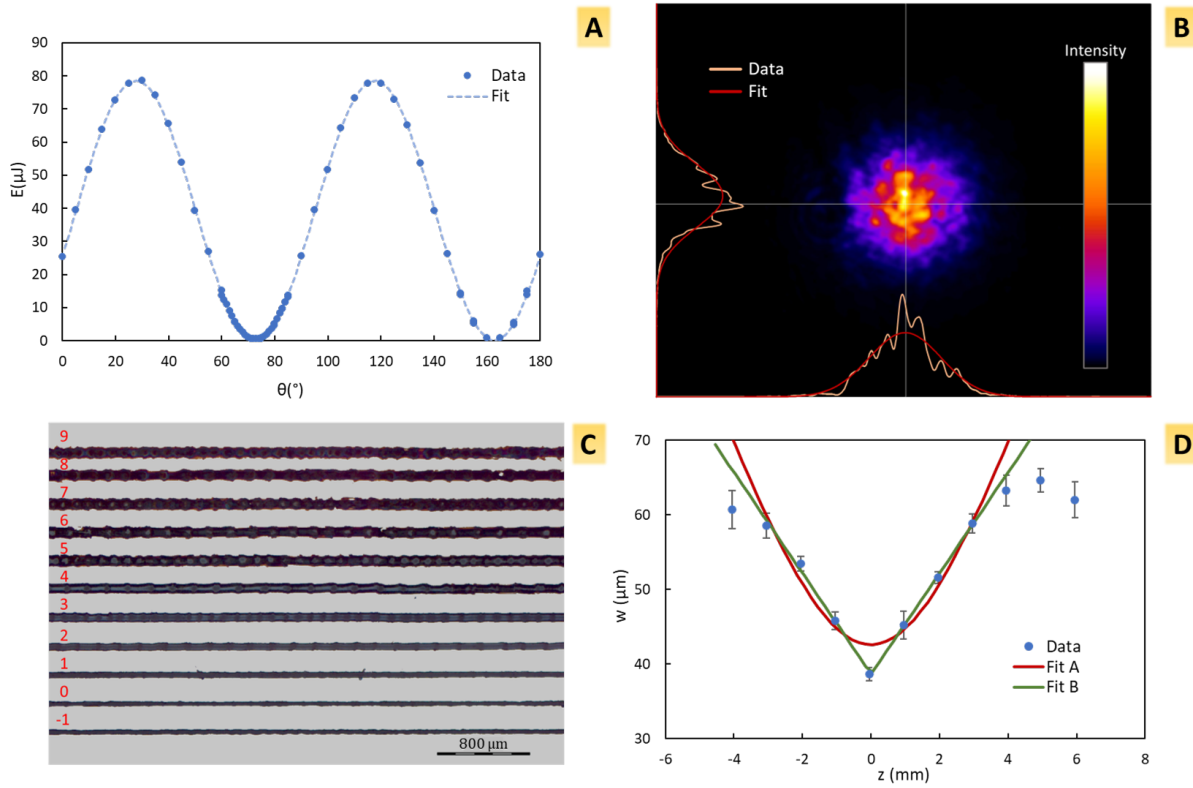 A
90
80
70
60
50
40
30
20
10
0
E(μJ)
Data
Fit
0 20 40 60 80 100 120 140 160 180
θ(°)
B
Data
Fit
Intensity
C
9
8
7
6
5
4
3
2
1
0
-1
800 μm
D
70
60
50
40
30
w (μm)
Data
Fit A
Fit B
-6 -4 -2 0 2 4 6 8
z (mm)